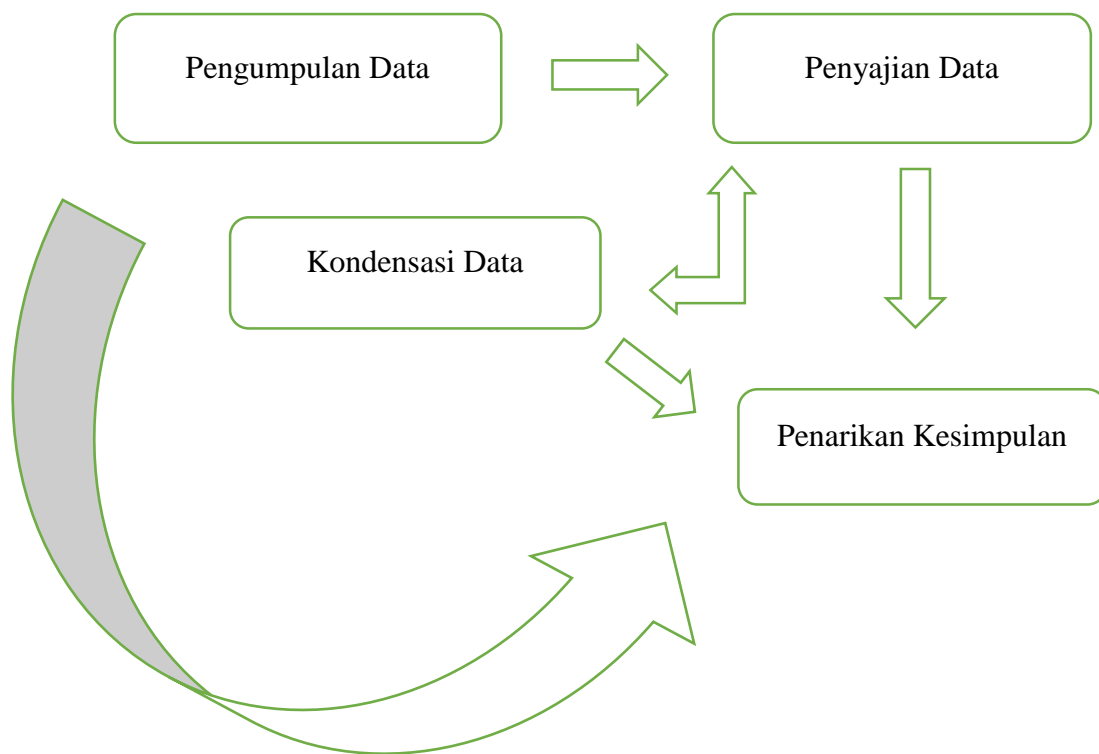 Pengumpulan Data
Penyajian Data
Kondensasi Data
Penarikan Kesimpulan